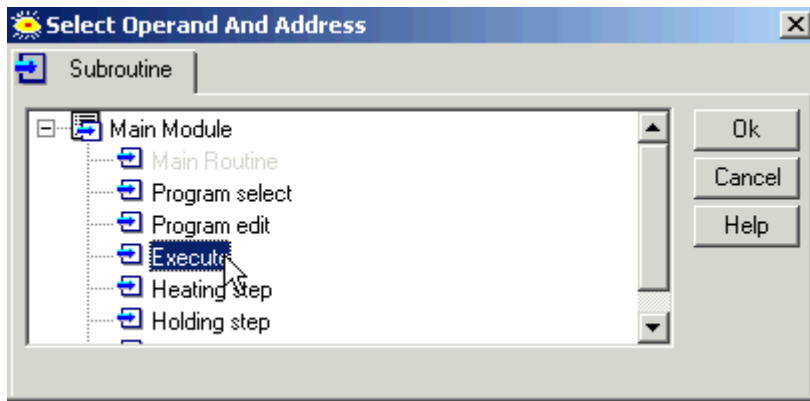 Select Operand And Address
Subroutine
Main Module
Main Routine
Program select
Program edit
Execute
Heating step
Holding step
Ok
Cancel
Help